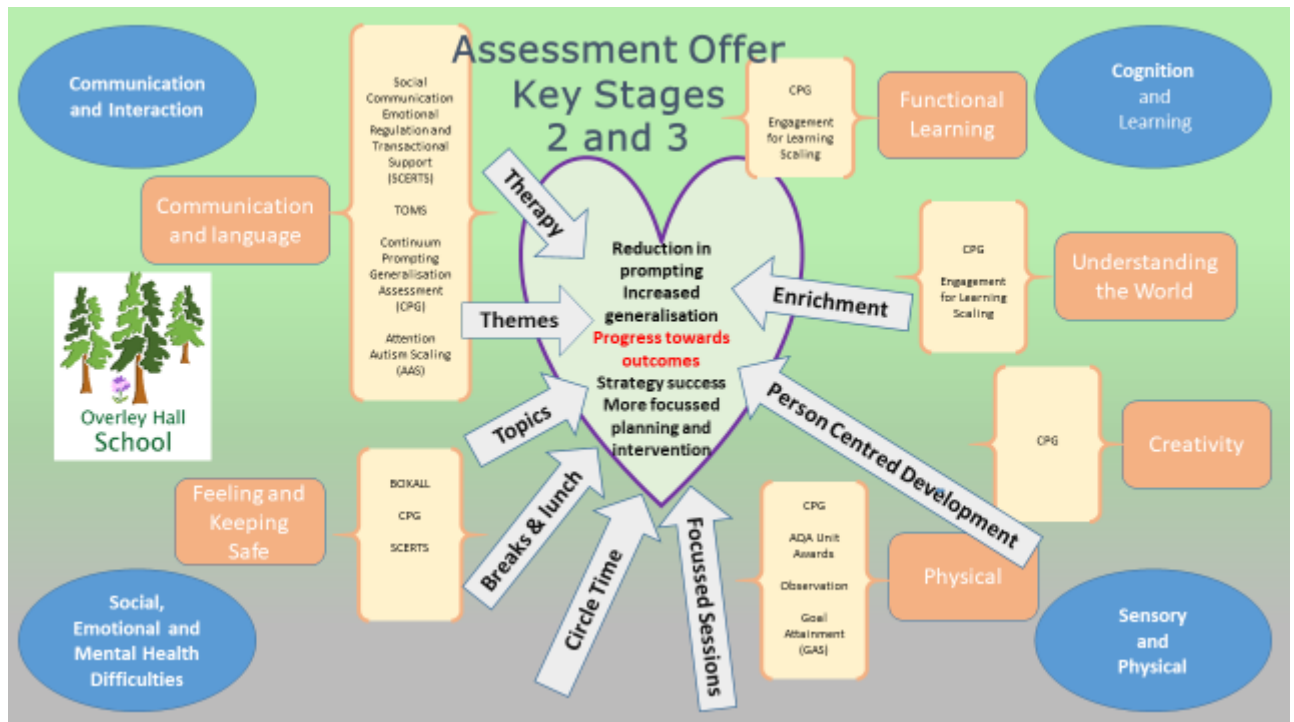 Assessment Offer
Key Stages
2 and 3
Communication
and Interaction
Cognition
and
Learning
Communication
and language
Social
Communication
Emotional
Regulation and
Transactional
Support
(SCERTS)
TOMS
Continuum
Prompting
Generalisation
Assessment
(CPG)
Attention
Autism Scaling
(AAS)
CPG
Engagement
for Learning
Scaling
Functional
Learning
CPG
Engagement
for Learning
Scaling
Understanding
the World
CPG
Creativity
Overley Hall
School
Therapy
Themes
Topics
Breaks & lunch
Circle Time
Focussed Sessions
Person Centred Development
Enrichment
Reduction in
prompting
Increased
generalisation
Progress towards
outcomes
Strategy success
More focussed
planning and
intervention
Feeling and
Keeping
Safe
BOXALL
CPG
SCERTS
CPG
AQA Unit
Awards
Observation
Goal
Attainment
(GAS)
Physical
Social,
Emotional and
Mental Health
Difficulties
Sensory
and
Physical